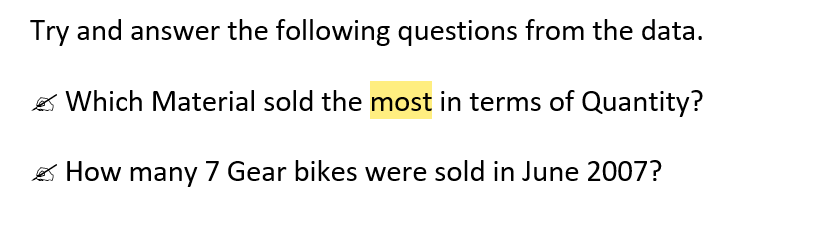 Try and answer the following questions from the data.
Which Material sold the most in terms of Quantity?
How many 7 Gear bikes were sold in June 2007?